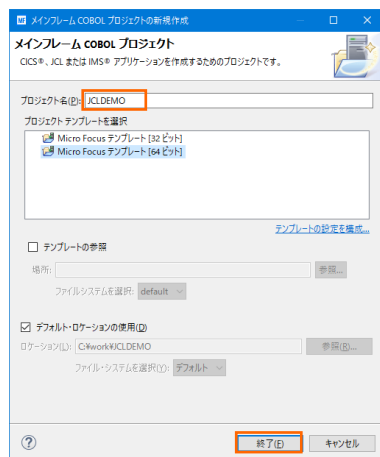 メインフレーム COBOL プロジェクトの新規作成
メインフレーム COBOL プロジェクト
CICS®、JCL または IMS® アプリケーションを作成するためのプロジェクトです。
プロジェクト名(P): JCLDEMO
プロジェクト テンプレートを選択
Micro Focus テンプレート [32 ビット]
Micro Focus テンプレート [64 ビット]
テンプレートの設定を構成...
テンプレートの参照
場所: 参照...
ファイルシステムを選択: default
デフォルト・ロケーションの使用(D)
ロケーション(L): C:¥work¥JCLDEMO 参照(R)...
ファイル・システムを選択(Y): デフォルト
? 終了(F) キャンセル